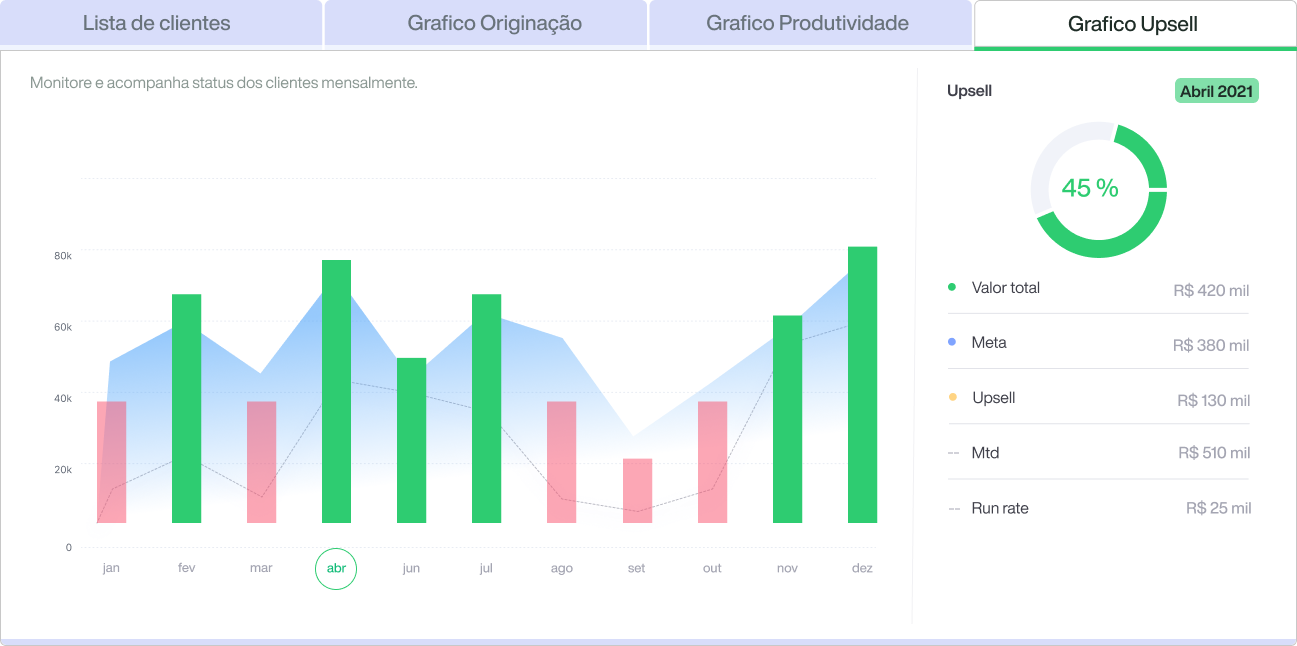 Lista de clientes
Grafico Originação
Grafico Produtividade
Grafico Upsell
Monitore e acompanha status dos clientes mensalmente.
80k
60k
40k
20k
0
jan
fev
mar
abr
jun
jul
ago
set
out
nov
dez
Upsell
Abril 2021
45 %
Valor total
R$ 420 mil
Meta
R$ 380 mil
Upsell
R$ 130 mil
Mtd
R$ 510 mil
Run rate
R$ 25 mil